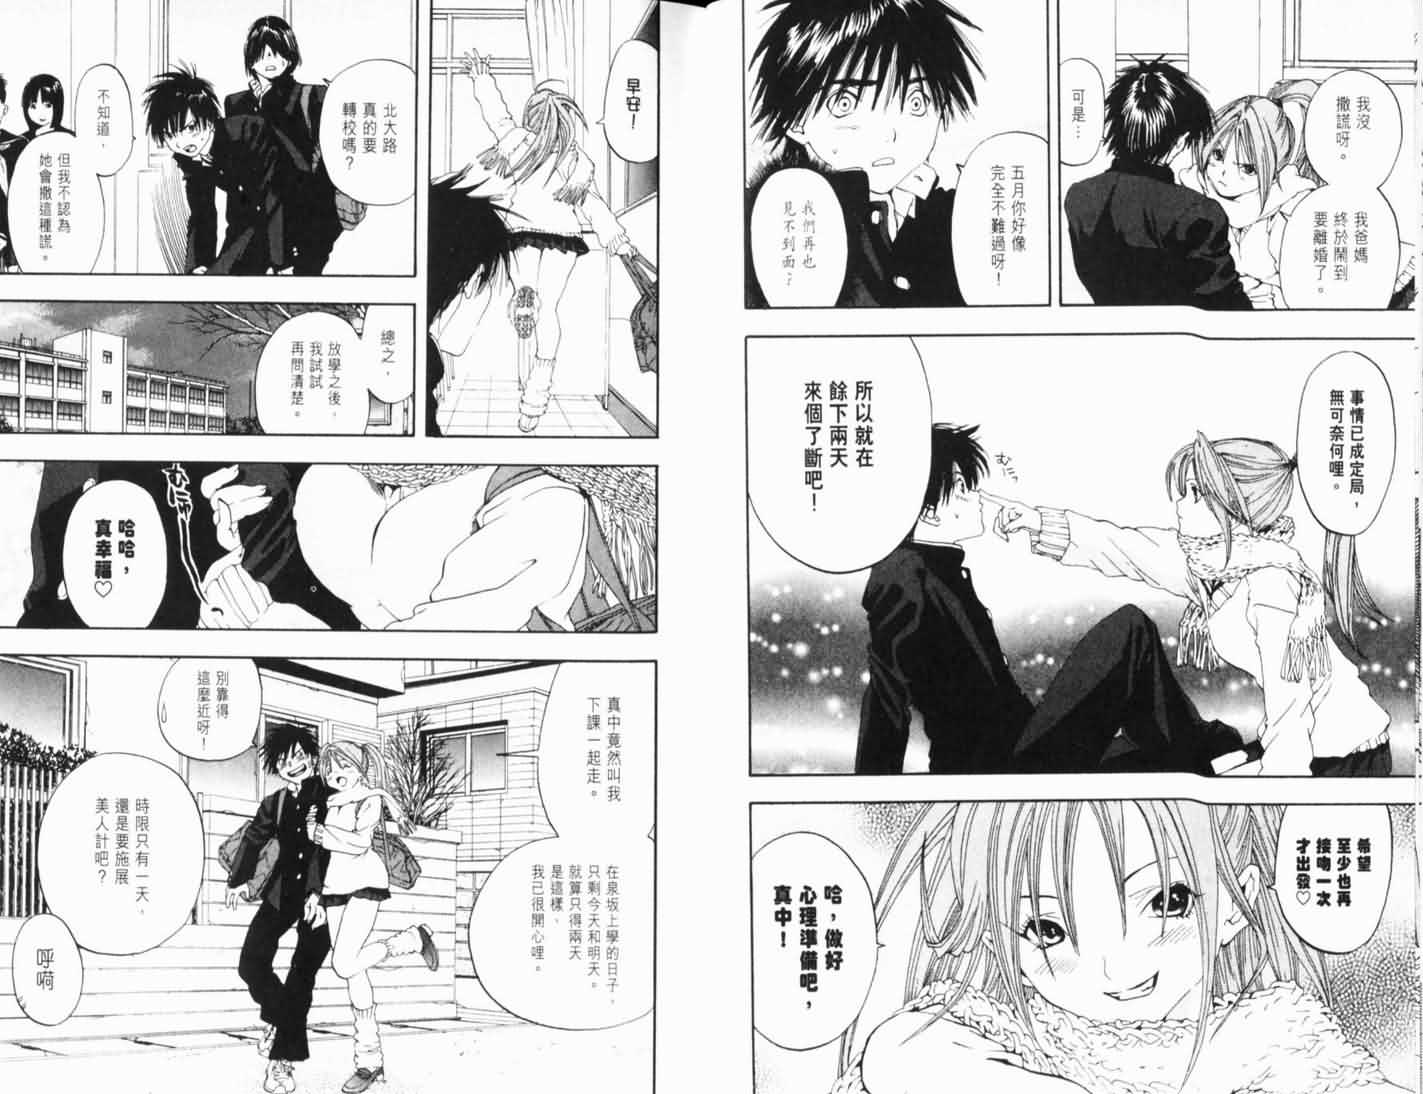 我沒
撒謊呀。
我爸媽
終於鬧到
要離婚了。
可是…
五月你好像
完全不難過呀！
我們再也
見不到面？
事情已成定局，
無可奈何哩。
むにっ
所以就在
餘下兩天
來個了斷吧！
希望
至少也再
接吻一次
才出發♡
哈，做好
心理準備吧，
真中！
早安！
北大路
真的要
轉校嗎？
不知道，
但我不認為
她會撒這種謊。
總之，
放學之後，
我試試
再問清楚。
むにゅ
哈哈，
真幸福♡
真中竟然叫我
下課一起走。
在泉坂上學的日子，
只剩今天和明天。
就算只得兩天
是這樣、
我已很開心哩。
別靠得
這麼近呀！
時限只有一天，
還是要施展
美人計吧？
呼嗬